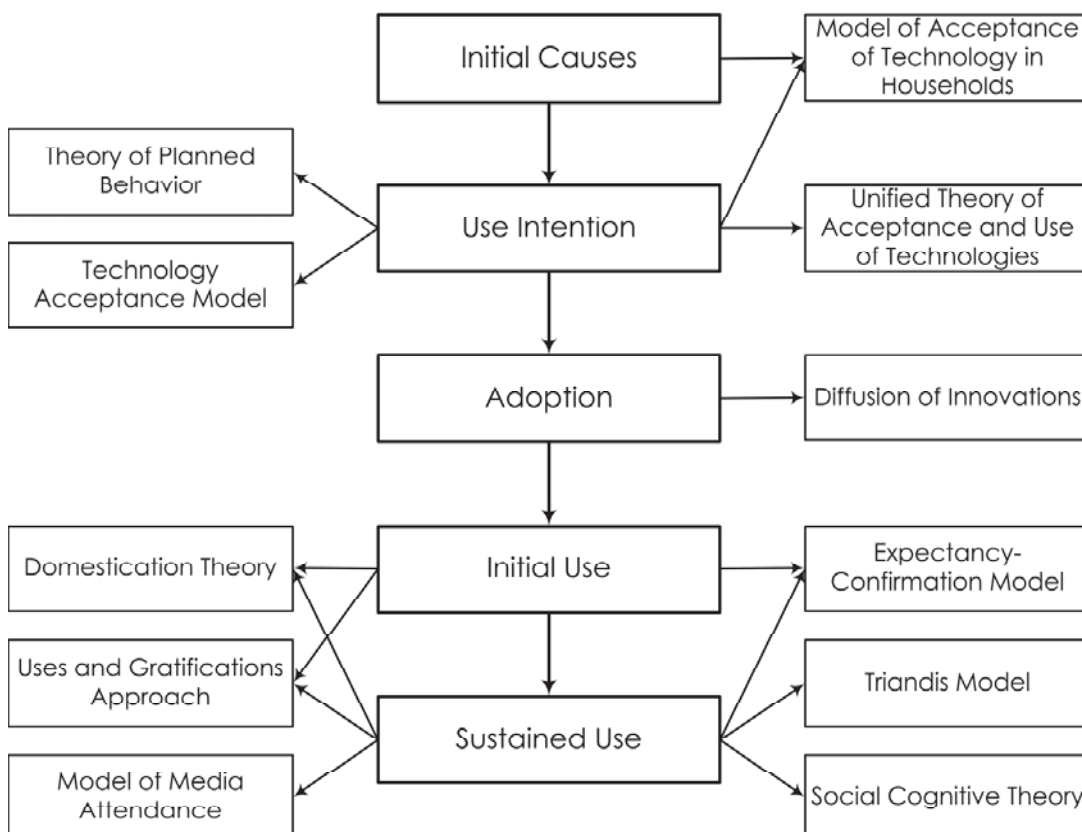 Initial Causes
Model of Acceptance
of Technology in
Households
Theory of Planned
Behavior
Use Intention
Unified Theory of
Acceptance and Use
of Technologies
Technology
Acceptance Model
Adoption
Diffusion of Innovations
Domestication Theory
Initial Use
Expectancy-
Confirmation Model
Uses and Gratifications
Approach
Triandis Model
Sustained Use
Model of Media
Attendance
Social Cognitive Theory